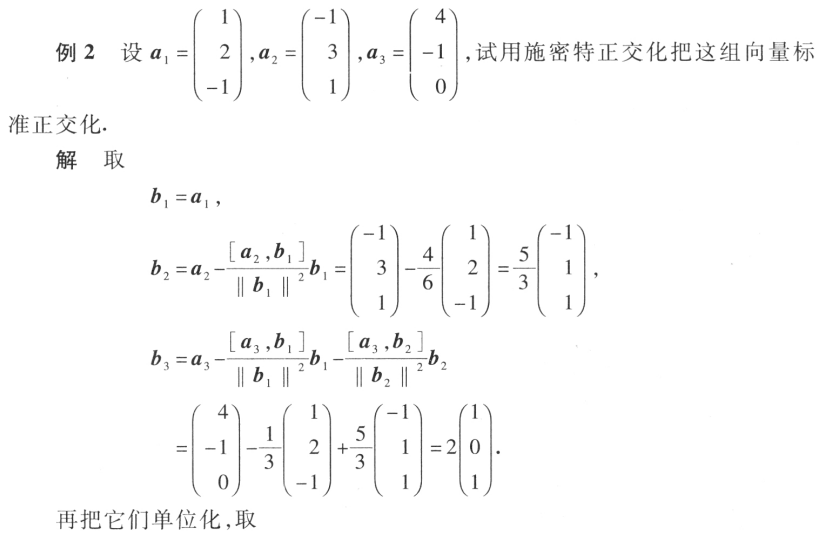 例 2 设 $\boldsymbol{a}_1=\begin{pmatrix}1\\2\\-1\end{pmatrix},\boldsymbol{a}_2=\begin{pmatrix}-1\\3\\1\end{pmatrix},\boldsymbol{a}_3=\begin{pmatrix}4\\-1\\0\end{pmatrix}$,试用施密特正交化把这组向量标
准正交化.
解 取
$\boldsymbol{b}_1=\boldsymbol{a}_1,$
$\boldsymbol{b}_2=\boldsymbol{a}_2-\frac{[\boldsymbol{a}_2,\boldsymbol{b}_1]}{\|\boldsymbol{b}_1\|^2}\boldsymbol{b}_1=\begin{pmatrix}-1\\3\\1\end{pmatrix}-\frac{4}{6}\begin{pmatrix}1\\2\\-1\end{pmatrix}=\frac{5}{3}\begin{pmatrix}-1\\1\\1\end{pmatrix},$
$\boldsymbol{b}_3=\boldsymbol{a}_3-\frac{[\boldsymbol{a}_3,\boldsymbol{b}_1]}{\|\boldsymbol{b}_1\|^2}\boldsymbol{b}_1-\frac{[\boldsymbol{a}_3,\boldsymbol{b}_2]}{\|\boldsymbol{b}_2\|^2}\boldsymbol{b}_2$
$=\begin{pmatrix}4\\-1\\0\end{pmatrix}-\frac{1}{3}\begin{pmatrix}1\\2\\-1\end{pmatrix}+\frac{5}{3}\begin{pmatrix}-1\\1\\1\end{pmatrix}=2\begin{pmatrix}1\\0\\1\end{pmatrix}.$
再把它们单位化,取